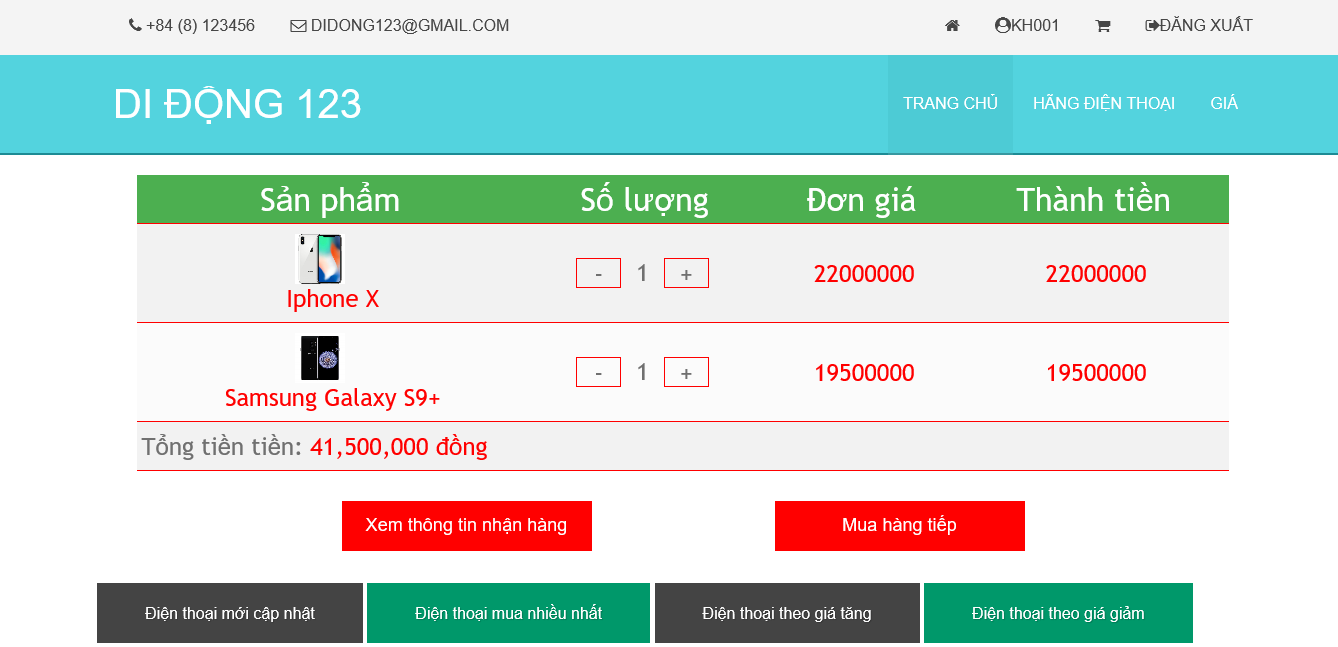 +84 (8) 123456 DIDONG123@GMAIL.COM KH001 ĐĂNG XUẤT
DI ĐỘNG 123 TRANG CHỦ HÃNG ĐIỆN THOẠI GIÁ
Sản phẩm Số lượng Đơn giá Thành tiền
- 1 + 22000000 22000000
Iphone X
- 1 + 19500000 19500000
Samsung Galaxy S9+
Tổng tiền tiền: 41,500,000 đồng
Xem thông tin nhận hàng Mua hàng tiếp
Điện thoại mới cập nhật Điện thoại mua nhiều nhất Điện thoại theo giá tăng Điện thoại theo giá giảm